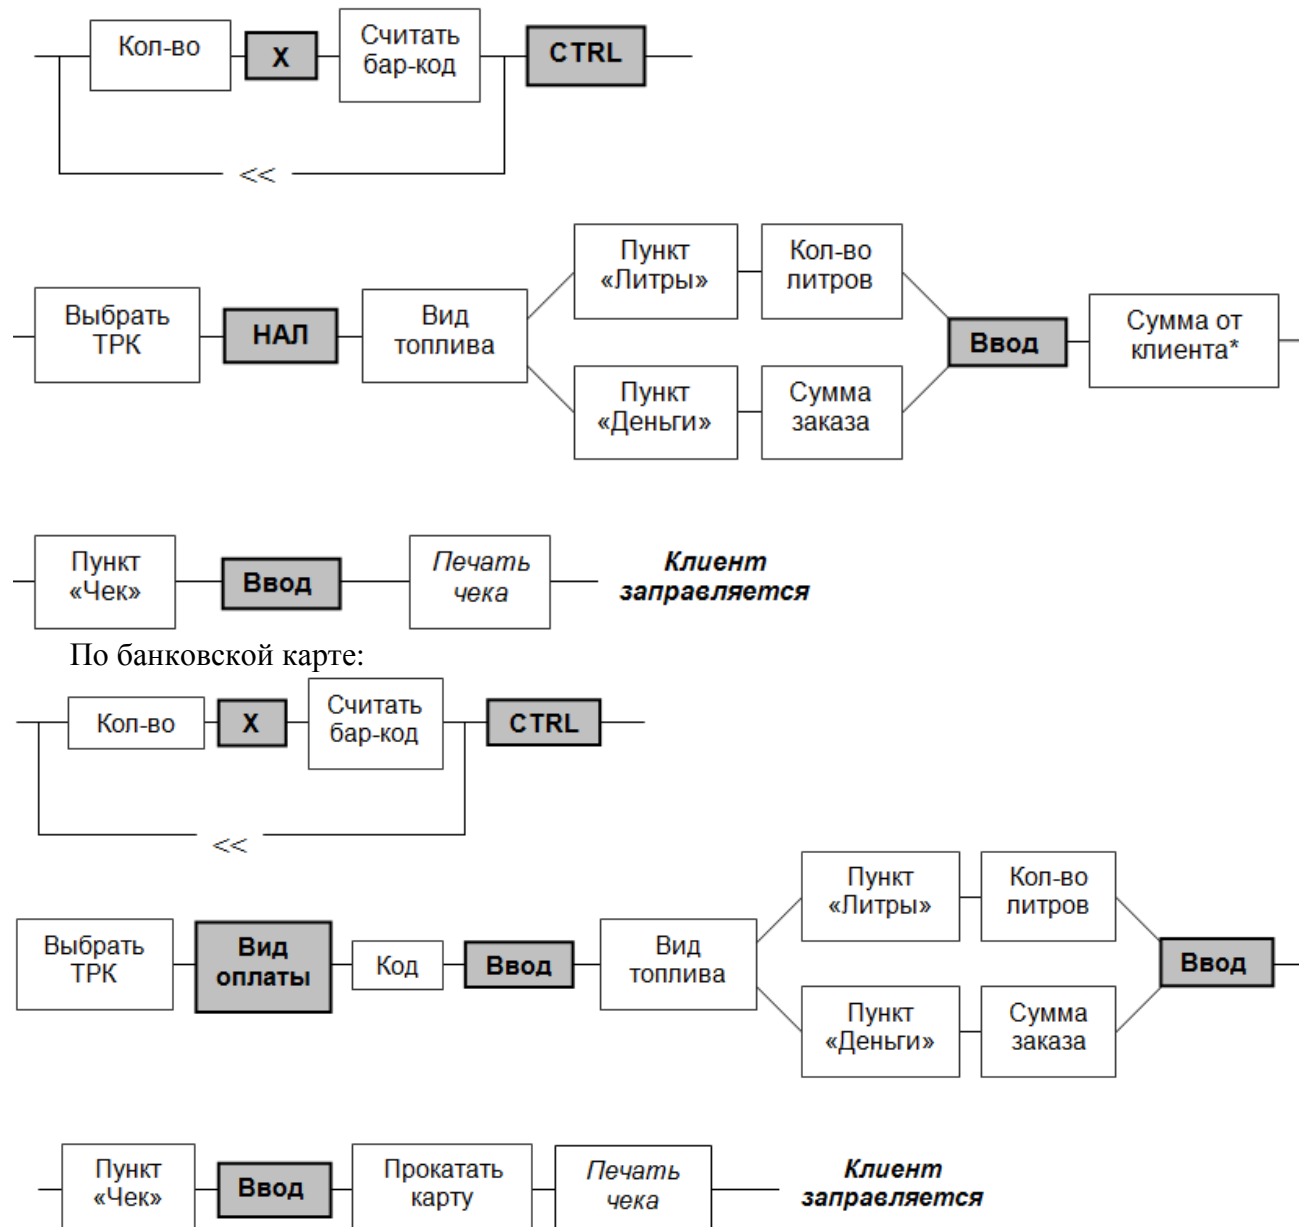 Кол-во
X
Считать
бар-код
CTRL
<<
Выбрать
ТРК
НАЛ
Вид
топлива
Пункт
«Литры»
Кол-во
литров
Пункт
«Деньги»
Сумма
заказа
Ввод
Сумма от
клиента*
Пункт
«Чек»
Ввод
Печать
чека
Клиент
заправляется
По банковской карте:
Кол-во
X
Считать
бар-код
CTRL
<<
Выбрать
ТРК
Вид
оплаты
Код
Ввод
Вид
топлива
Пункт
«Литры»
Кол-во
литров
Пункт
«Деньги»
Сумма
заказа
Ввод
Пункт
«Чек»
Ввод
Прокатать
карту
Печать
чека
Клиент
заправляется